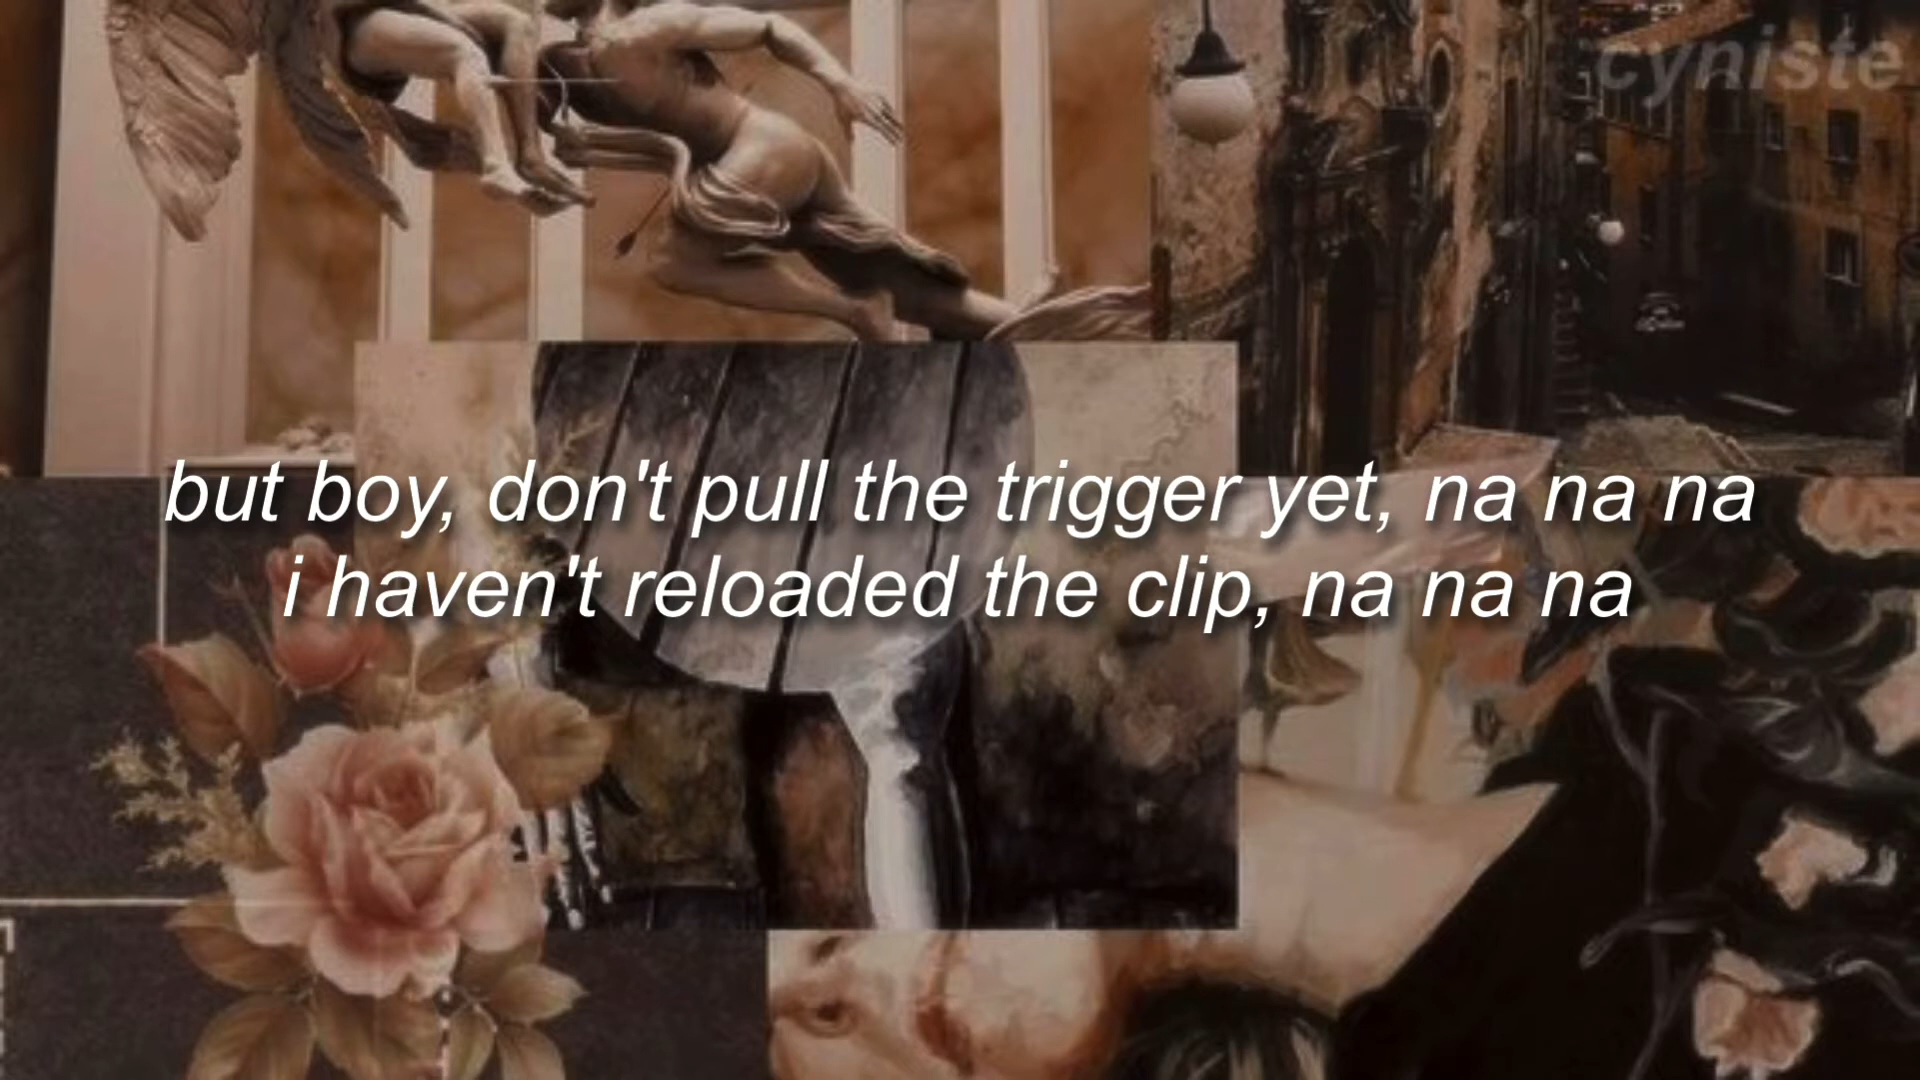 cyniste
but boy, don't pull the trigger yet, na na na
i haven't reloaded the clip, na na na